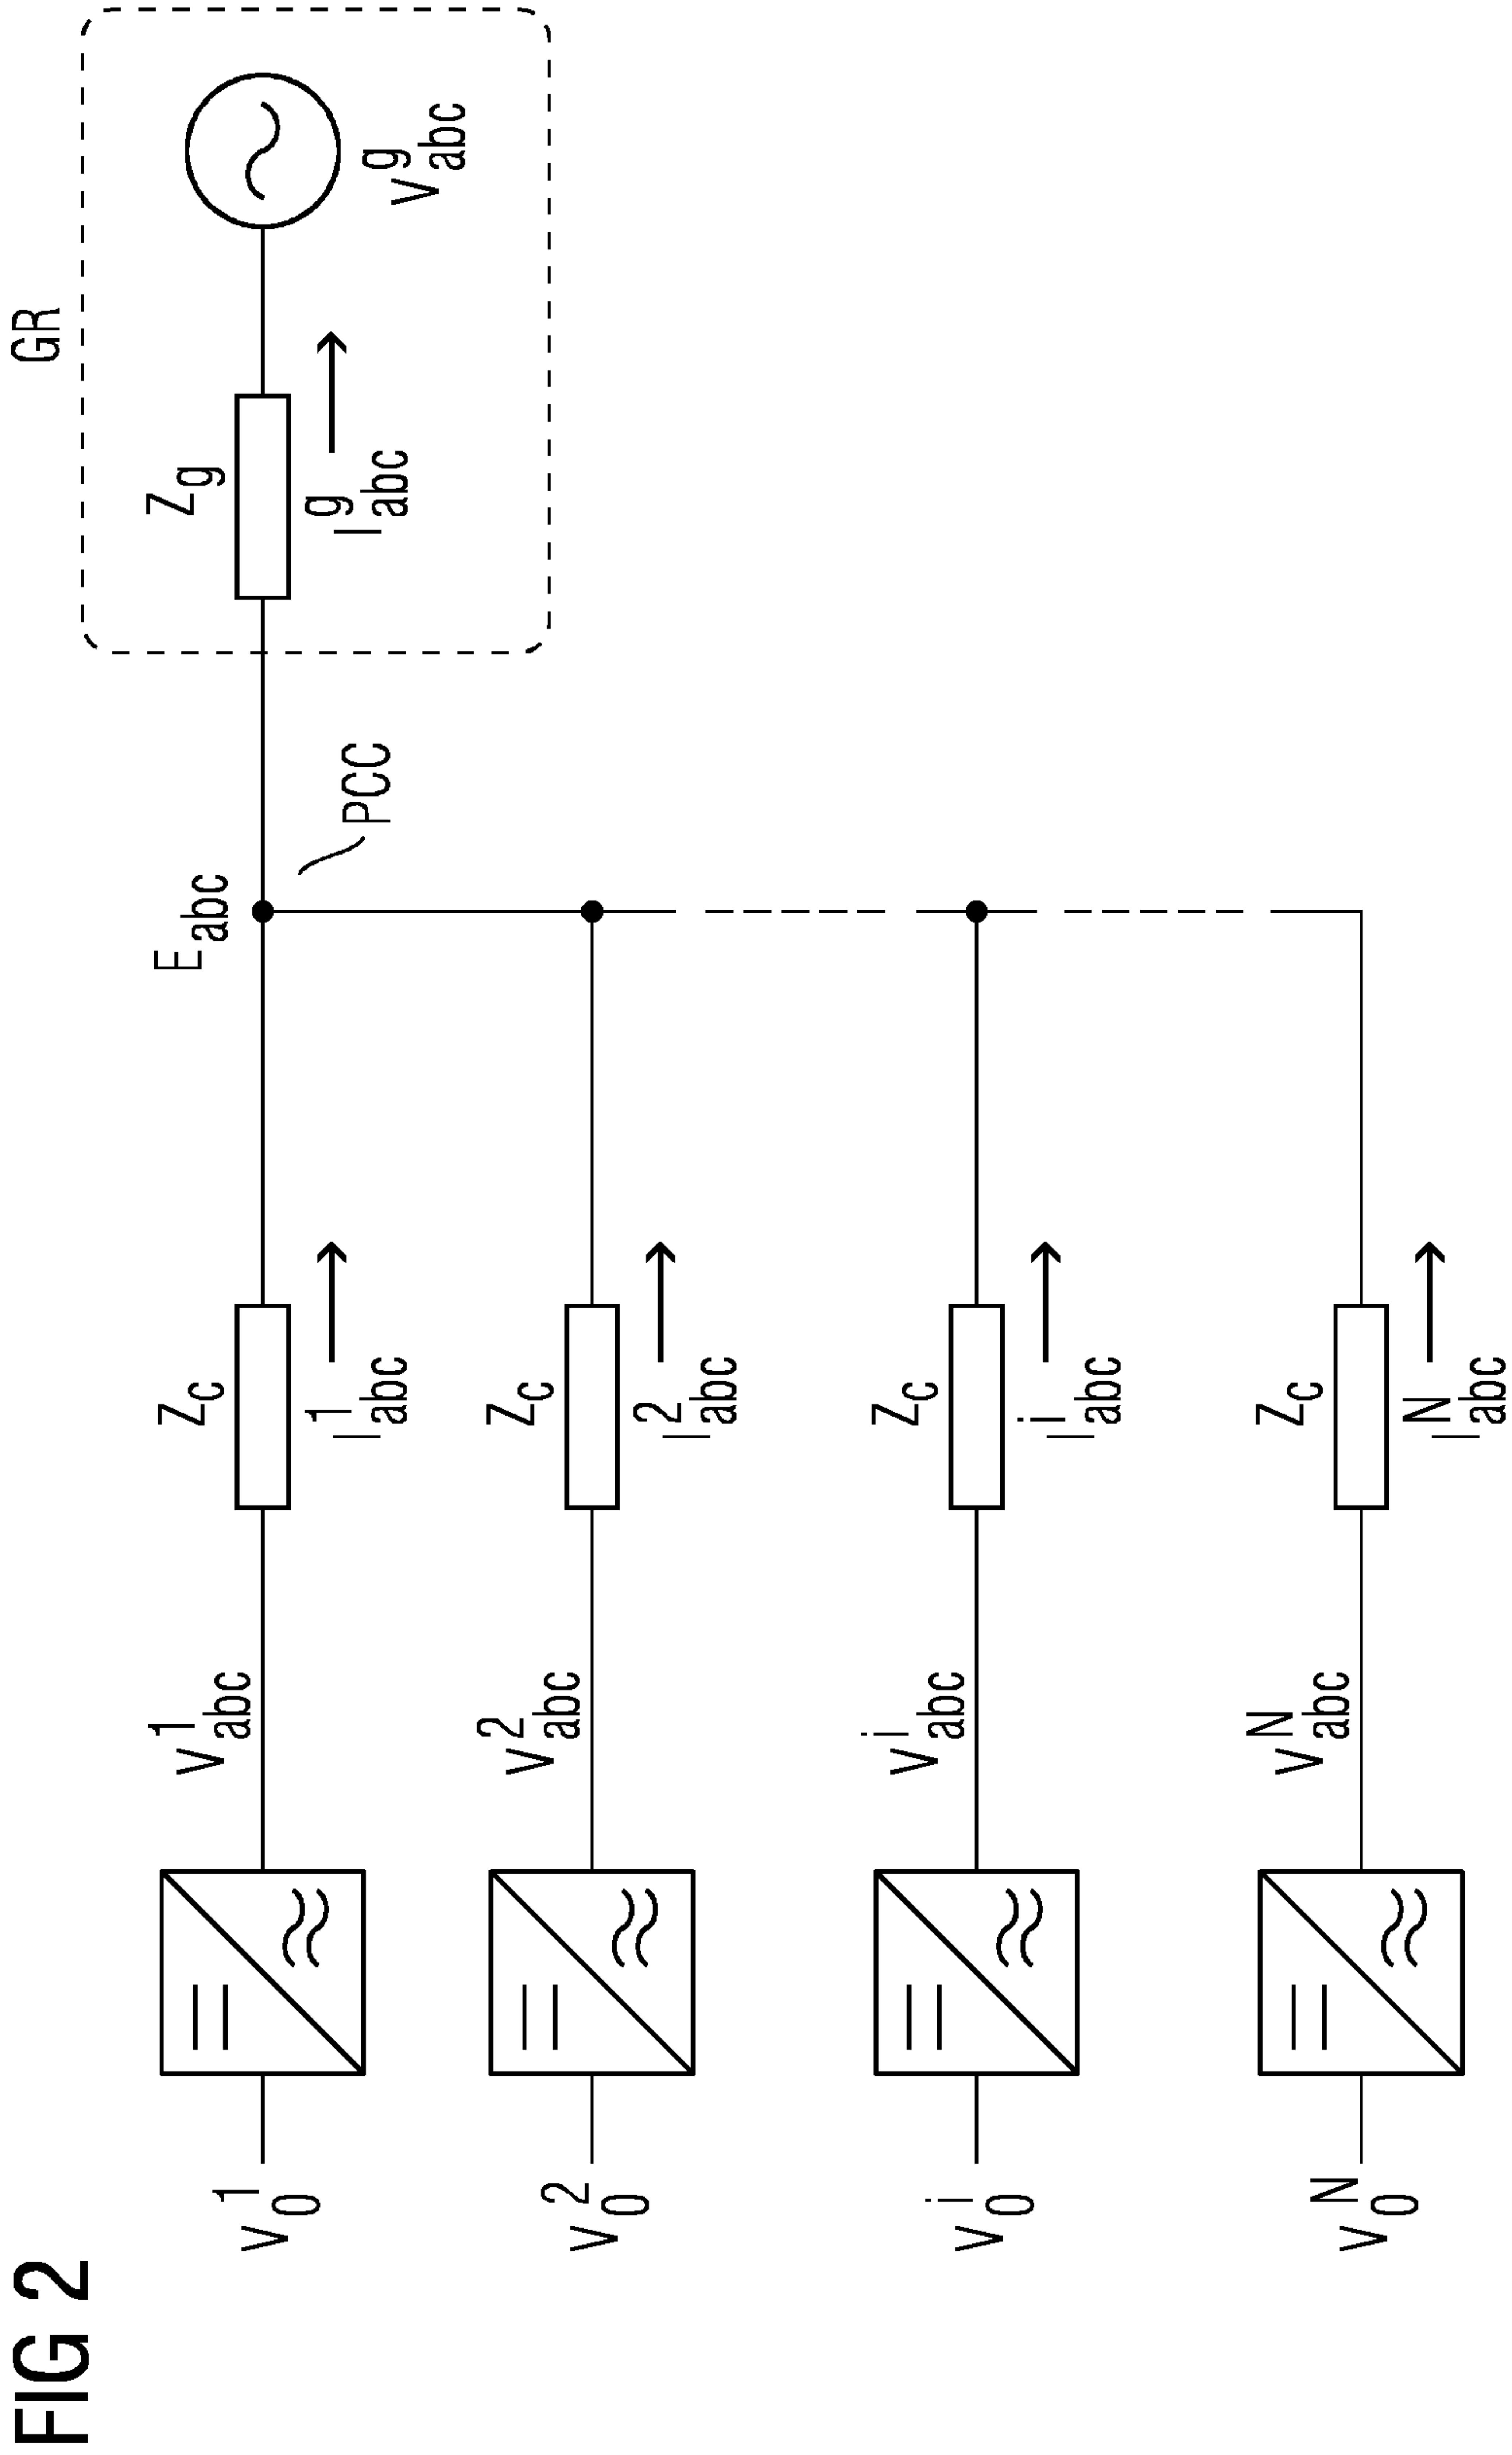 FIG 2
GR
Z_g
I^g_abc
V^g_abc
E_abc
PCC
V^1_0
V^1_abc
Z_c
I^1_abc
V^2_0
V^2_abc
Z_c
I^2_abc
V^i_0
V^i_abc
Z_c
I^i_abc
V^N_0
V^N_abc
Z_c
I^N_abc